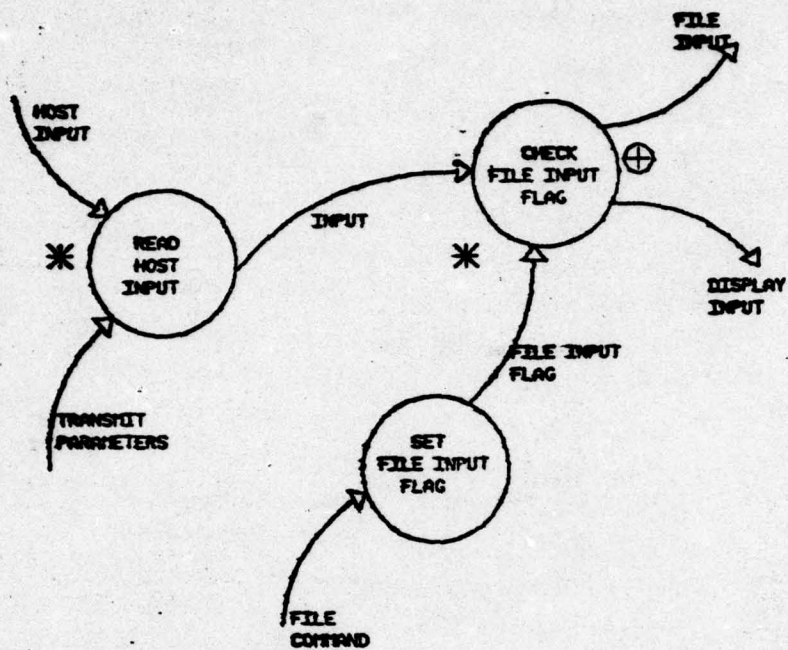 FILE
INPUT
HOST
INPUT
CHECK
FILE INPUT
FLAG
INPUT
READ
HOST
INPUT
DISPLAY
INPUT
FILE INPUT
FLAG
TRANSMIT
PARAMETERS
SET
FILE INPUT
FLAG
FILE
COMMAND